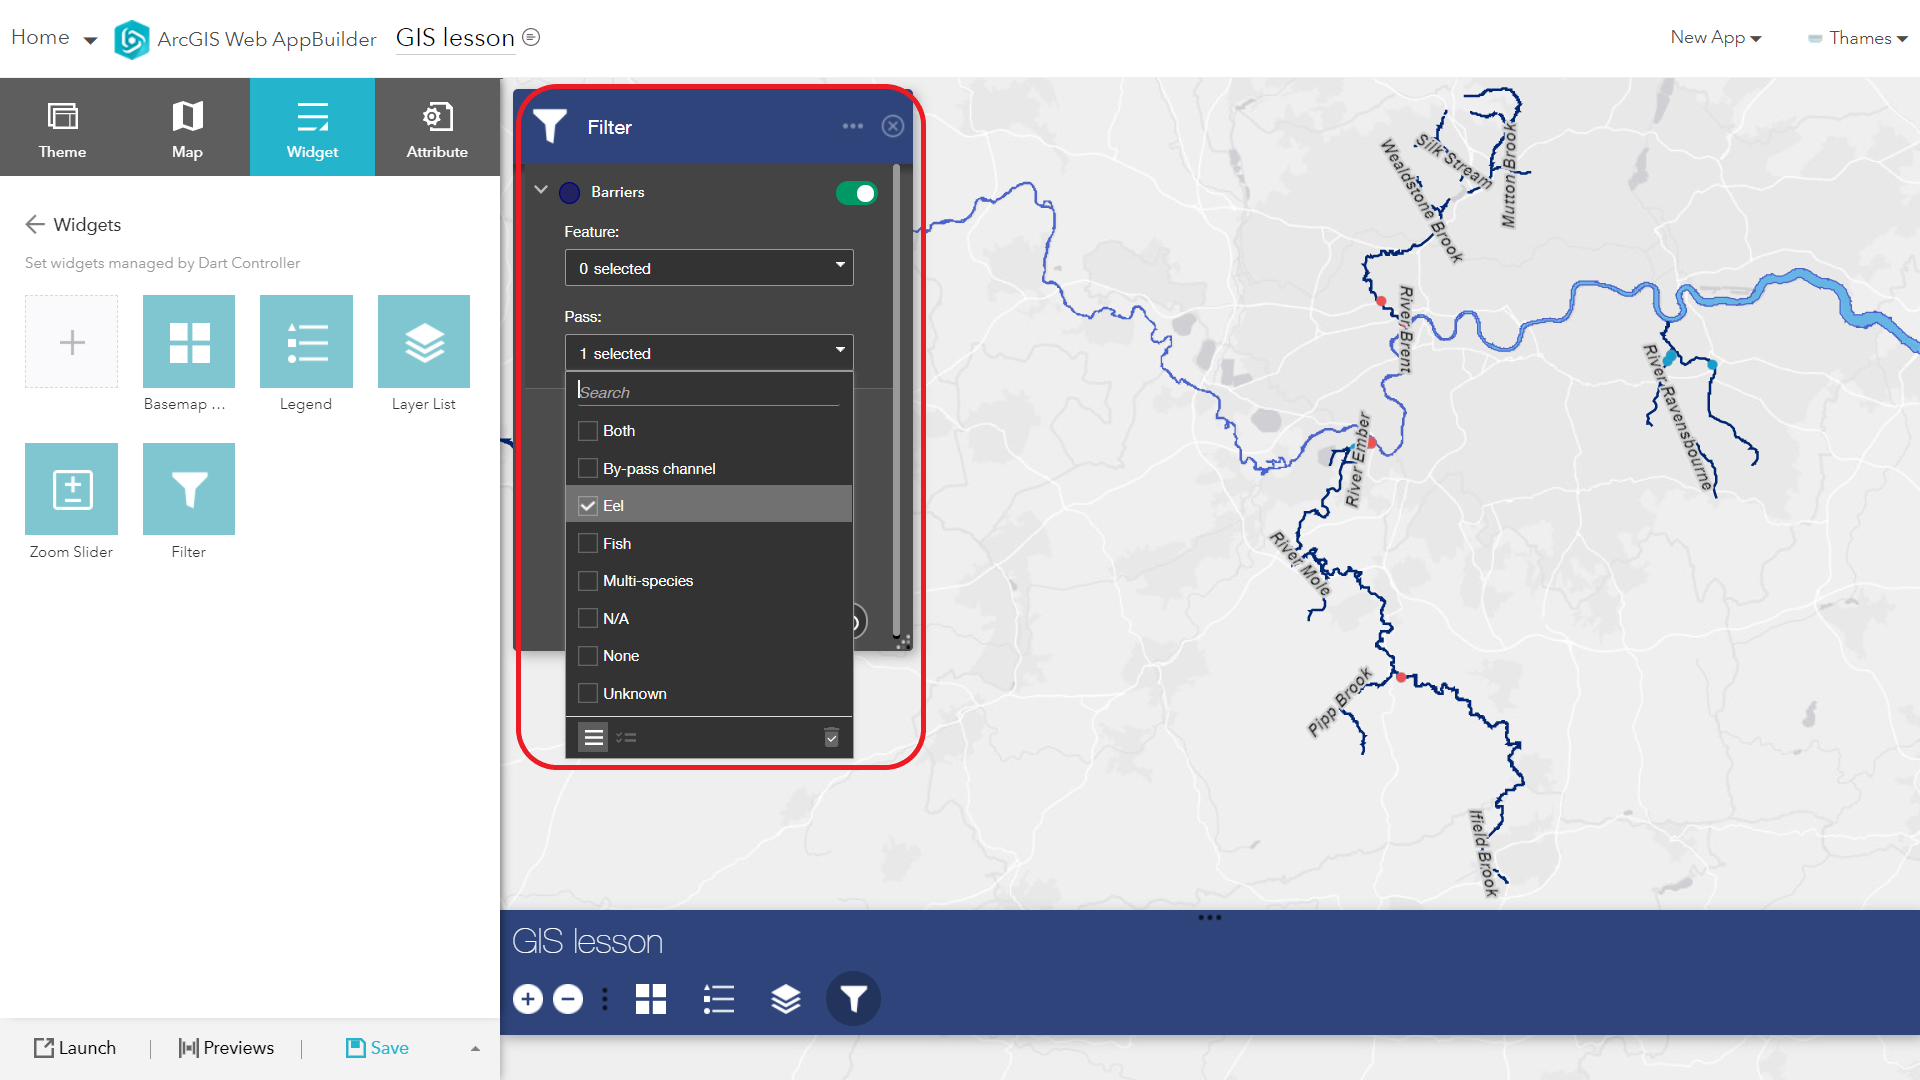 Home
ArcGIS Web AppBuilder
GIS lesson
New App
Thames
Theme
Map
Widget
Attribute
Widgets
Set widgets managed by Dart Controller
Basemap ...
Legend
Layer List
Zoom Slider
Filter
Filter
Barriers
Feature:
0 selected
Pass:
1 selected
Search
Both
By-pass channel
Eel
Fish
Multi-species
N/A
None
Unknown
Silk Stream
Mutton Brook
Wealdstone Brook
River Brent
River Ravensbourne
River Ember
River Mole
Pipp Brook
Ifield Brook
GIS lesson
Launch
Previews
Save